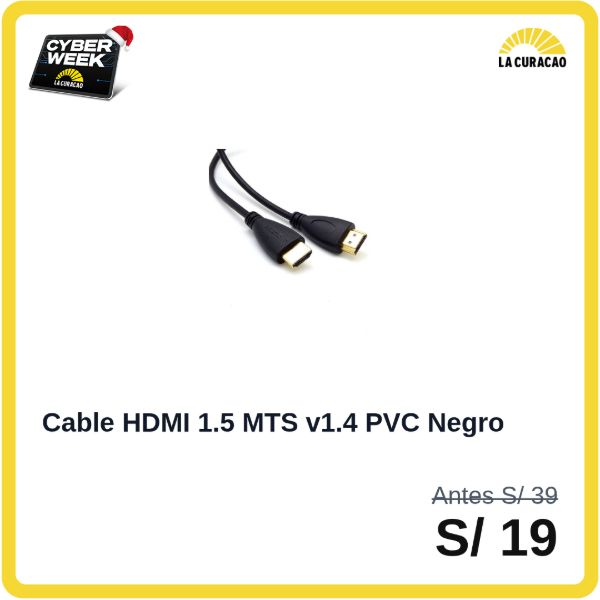 CYBER
WEEK
LA CURACAO
LA CURACAO
Cable HDMI 1.5 MTS v1.4 PVC Negro
Antes S/ 39
S/ 19